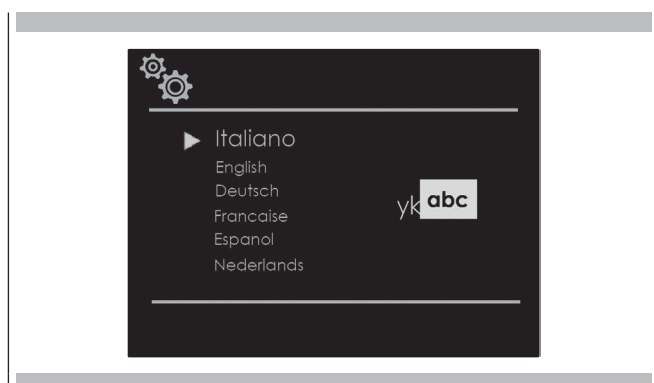 Italiano
English
Deutsch
Francaise
yk abc
Espanol
Nederlands